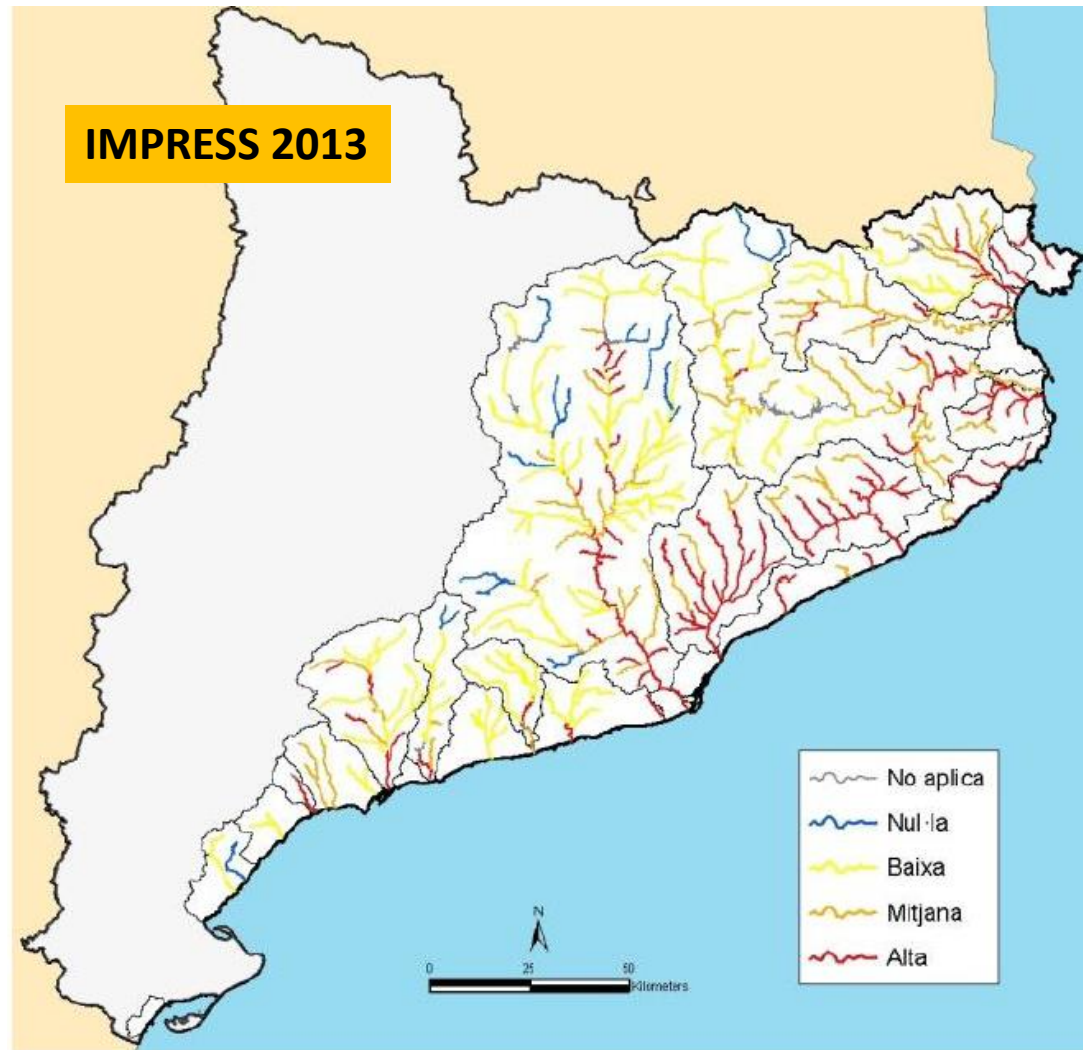 IMPRESS 2013
No aplica
Nul·la
Baixa
Mitjana
Alta
N
0 25 50
Kilometers